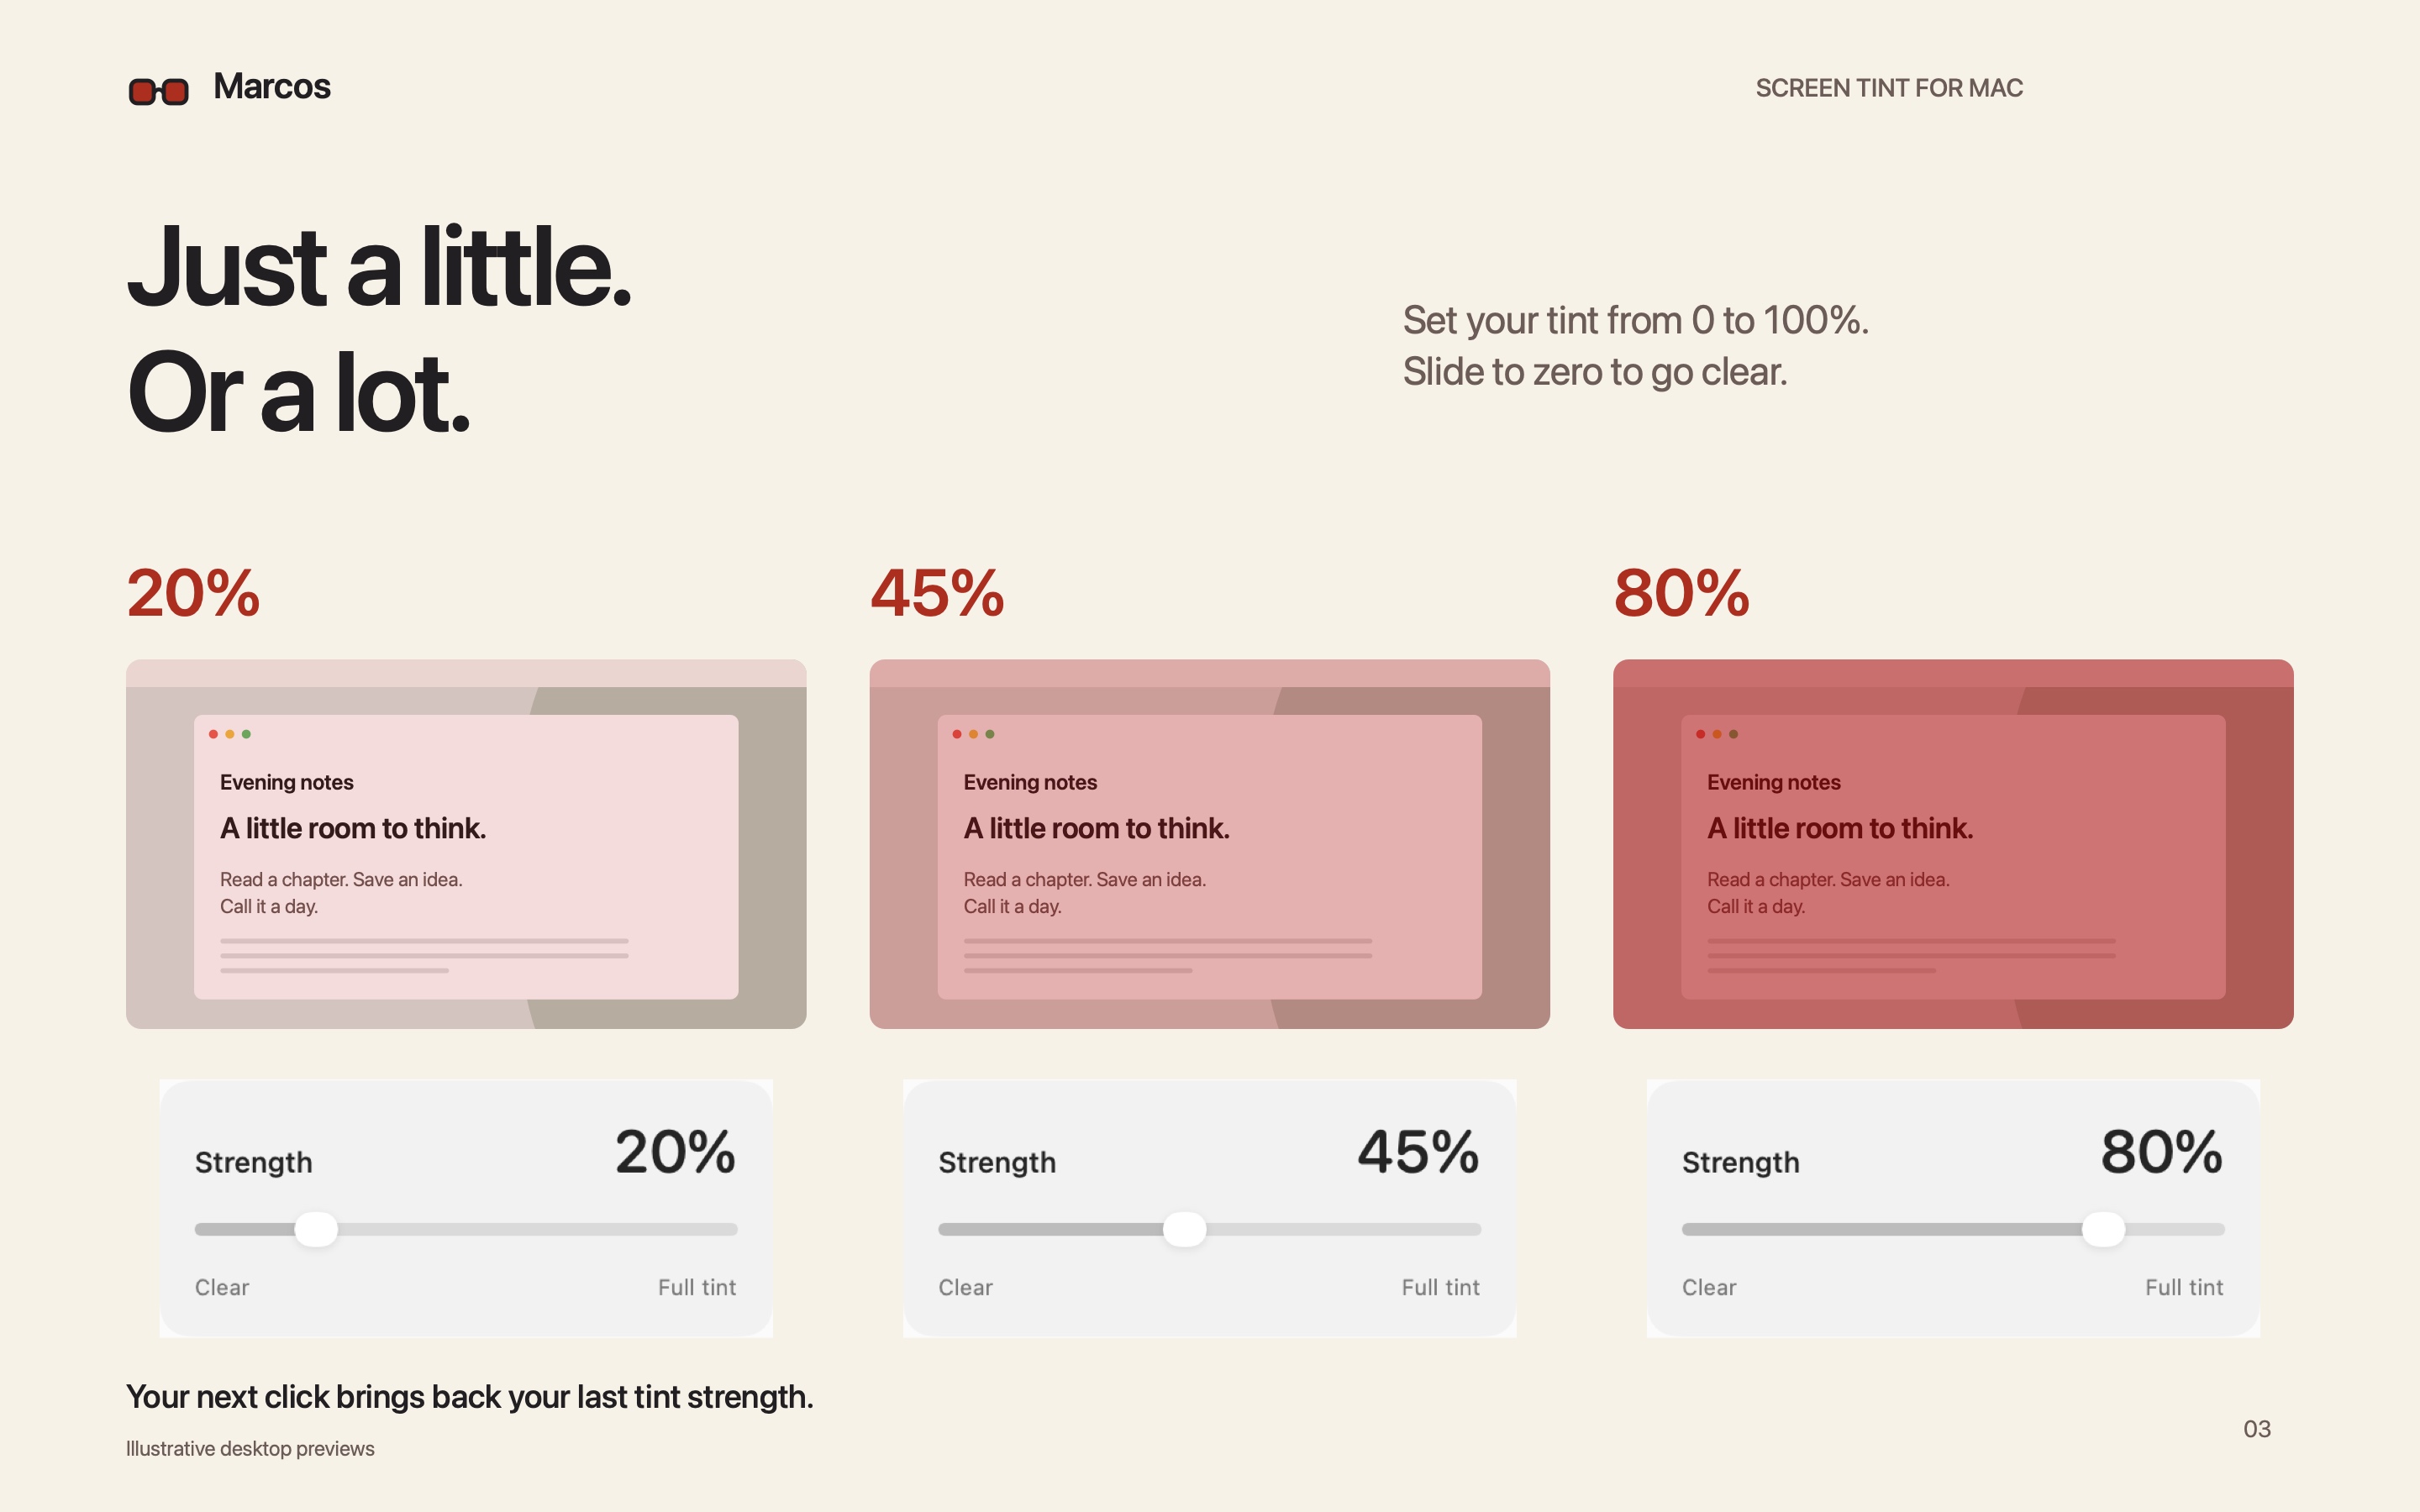 Marcos
SCREEN TINT FOR MAC
Just a little.
Or a lot.
Set your tint from 0 to 100%.
Slide to zero to go clear.
20%
45%
80%
Evening notes
A little room to think.
Read a chapter. Save an idea.
Call it a day.
Evening notes
A little room to think.
Read a chapter. Save an idea.
Call it a day.
Evening notes
A little room to think.
Read a chapter. Save an idea.
Call it a day.
Strength 20%
Clear Full tint
Strength 45%
Clear Full tint
Strength 80%
Clear Full tint
Your next click brings back your last tint strength.
Illustrative desktop previews
03